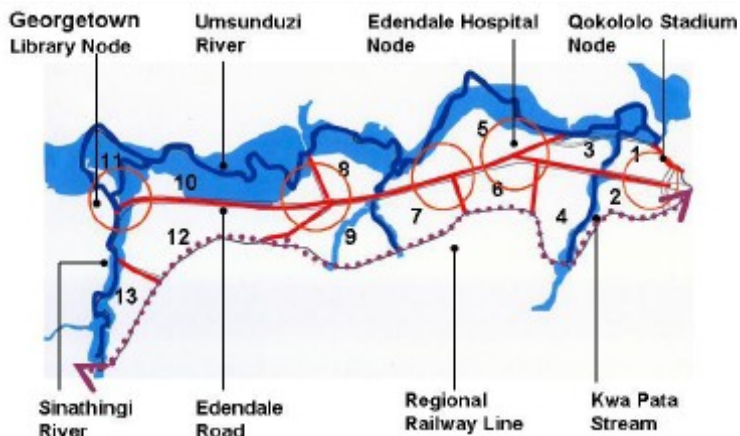 Georgetown
Library Node
Umsunduzi
River
Edendale Hospital
Node
Qokololo Stadium
Node
11
10
8
5
3
1
12
9
7
6
4
2
13
Sinathingi
River
Edendale
Road
Regional
Railway Line
Kwa Pata
Stream